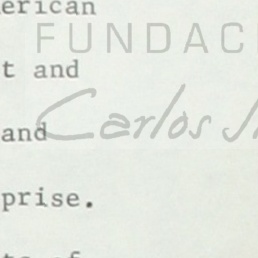 erican
FUNDAC
t and
Carlos
and
prise.